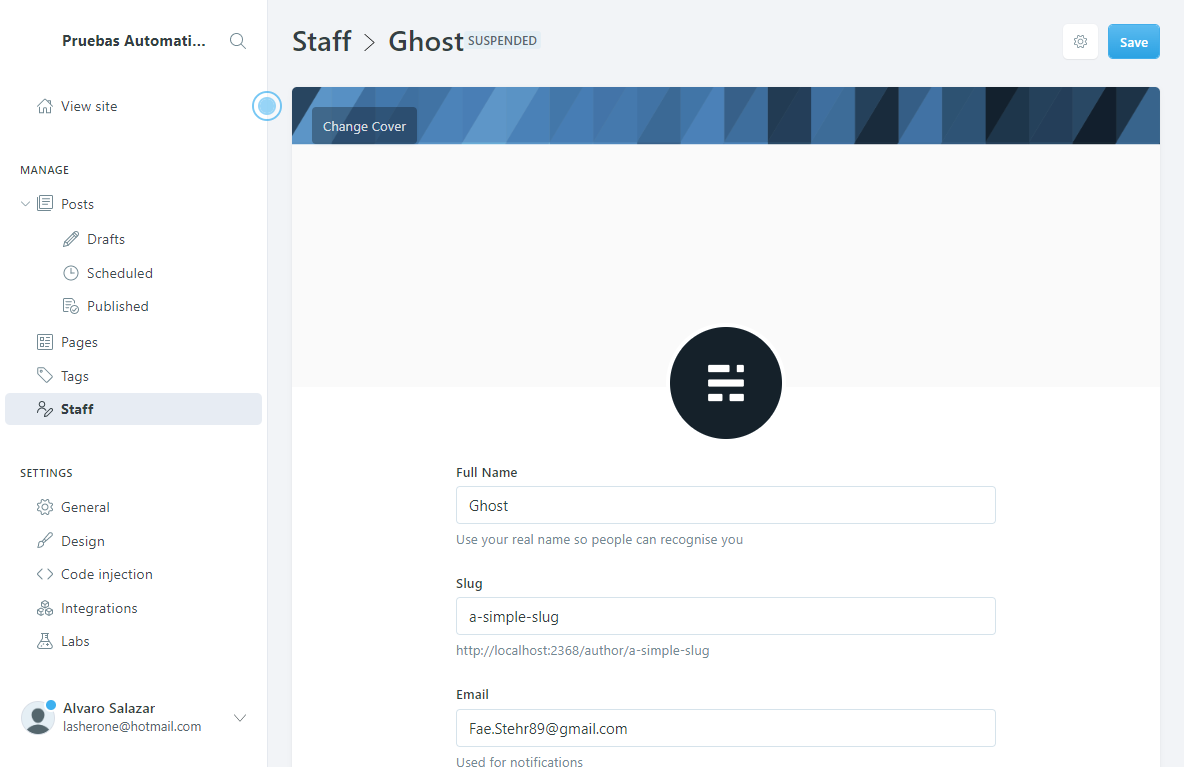 Pruebas Automati...
View site
MANAGE
Posts
Drafts
Scheduled
Published
Pages
Tags
Staff
SETTINGS
General
Design
Code injection
Integrations
Labs
Alvaro Salazar
lasherone@hotmail.com
Staff > Ghost SUSPENDED
Save
Change Cover
Full Name
Ghost
Use your real name so people can recognise you
Slug
a-simple-slug
http://localhost:2368/author/a-simple-slug
Email
Fae.Stehr89@gmail.com
Used for notifications